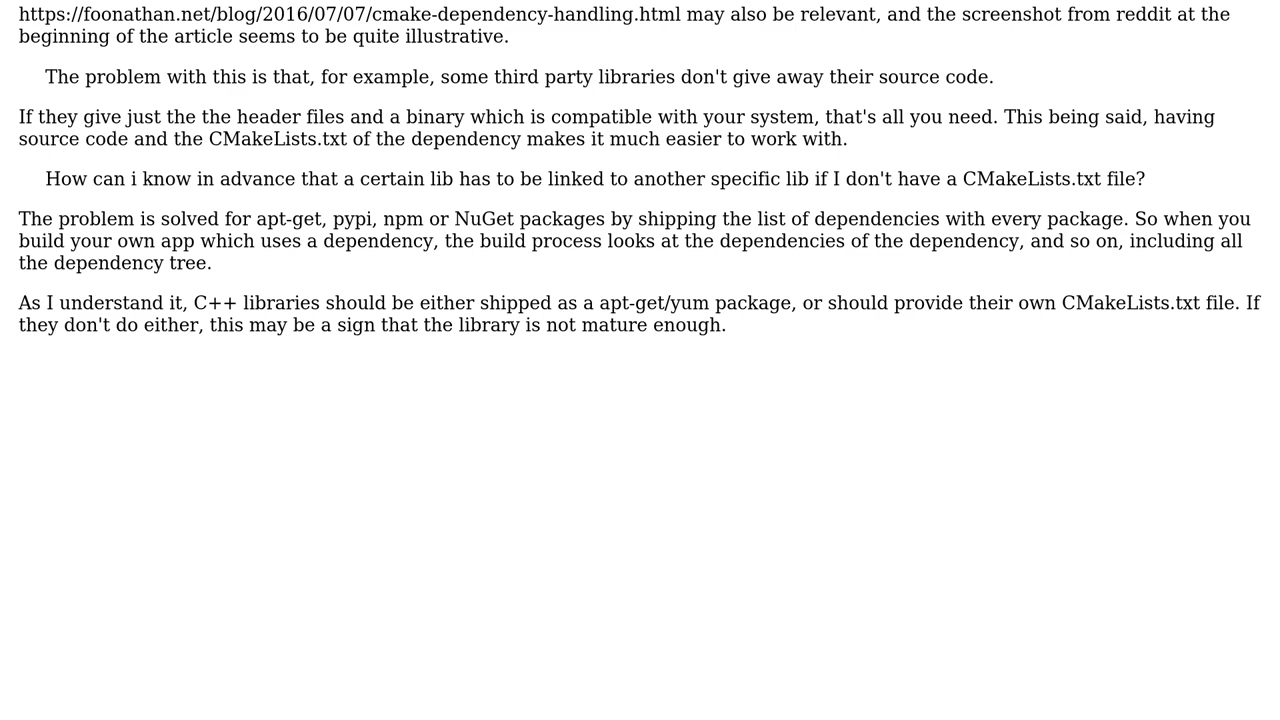 https://foonathan.net/blog/2016/07/07/cmake-dependency-handling.html may also be relevant, and the screenshot from reddit at the
beginning of the article seems to be quite illustrative.
The problem with this is that, for example, some third party libraries don't give away their source code.
If they give just the the header files and a binary which is compatible with your system, that's all you need. This being said, having
source code and the CMakeLists.txt of the dependency makes it much easier to work with.
How can i know in advance that a certain lib has to be linked to another specific lib if I don't have a CMakeLists.txt file?
The problem is solved for apt-get, pypi, npm or NuGet packages by shipping the list of dependencies with every package. So when you
build your own app which uses a dependency, the build process looks at the dependencies of the dependency, and so on, including all
the dependency tree.
As I understand it, C++ libraries should be either shipped as a apt-get/yum package, or should provide their own CMakeLists.txt file. If
they don't do either, this may be a sign that the library is not mature enough.